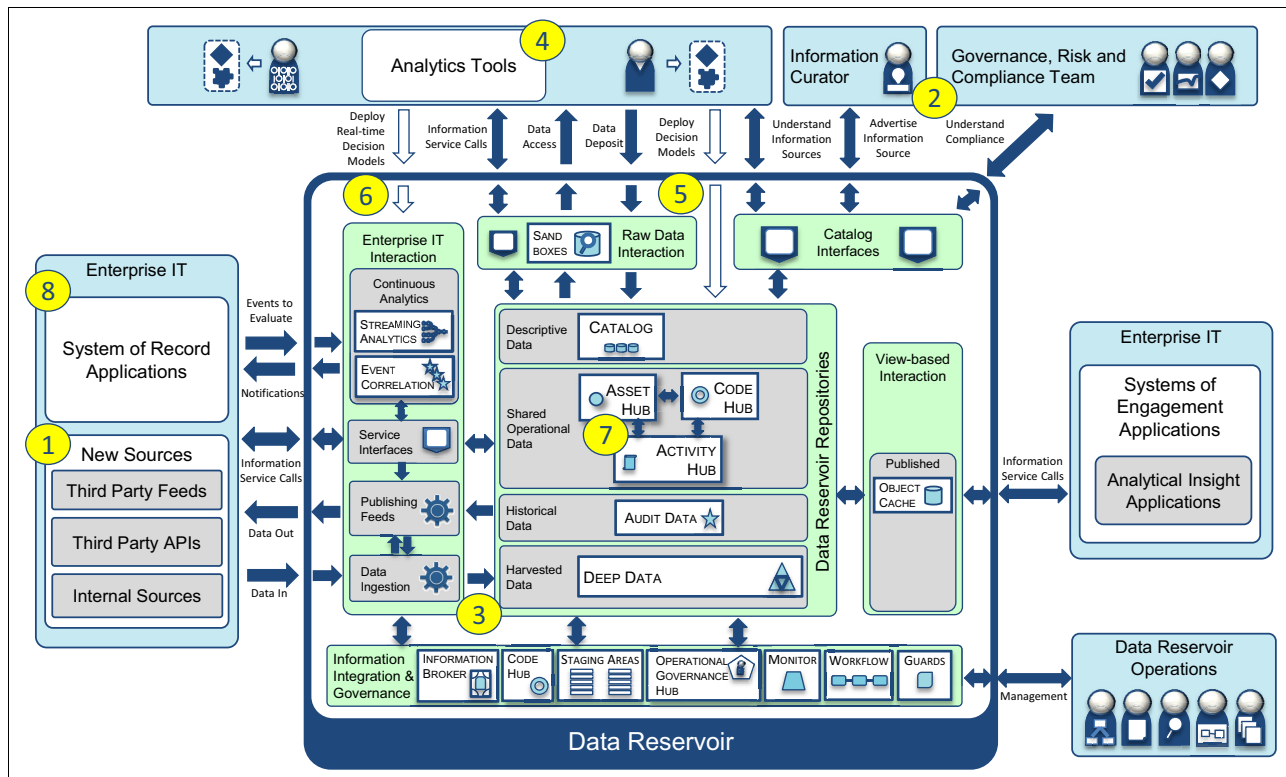 4
Analytics Tools
Information
Curator
2
Governance, Risk and
Compliance Team
Deploy
Real-time
Decision
Models
Information
Service Calls
Data
Access
Data
Deposit
Deploy
Decision
Models
Understand
Information
Sources
Advertise
Information
Source
Understand
Compliance
6
5
Enterprise IT
Interaction
Continuous
Analytics
STREAMING
ANALYTICS
EVENT
CORRELATION
Service
Interfaces
Publishing
Feeds
Data
Ingestion
3
SAND
BOXES
Raw Data
Interaction
Catalog
Interfaces
Enterprise IT
8
System of Record
Applications
1
New Sources
Third Party Feeds
Third Party APIs
Internal Sources
Events to
Evaluate
Notifications
Information
Service Calls
Data Out
Data In
Descriptive
Data
CATALOG
Shared
Operational
Data
ASSET
HUB
CODE
HUB
7
ACTIVITY
HUB
Historical
Data
AUDIT DATA
Harvested
Data
DEEP DATA
Data Reservoir Repositories
View-based
Interaction
Published
OBJECT
CACHE
Information
Service Calls
Enterprise IT
Systems of
Engagement
Applications
Analytical Insight
Applications
Information
Integration &
Governance
INFORMATION
BROKER
CODE
HUB
STAGING AREAS
OPERATIONAL
GOVERNANCE
HUB
MONITOR
WORKFLOW
GUARDS
Management
Data Reservoir
Operations
Data Reservoir